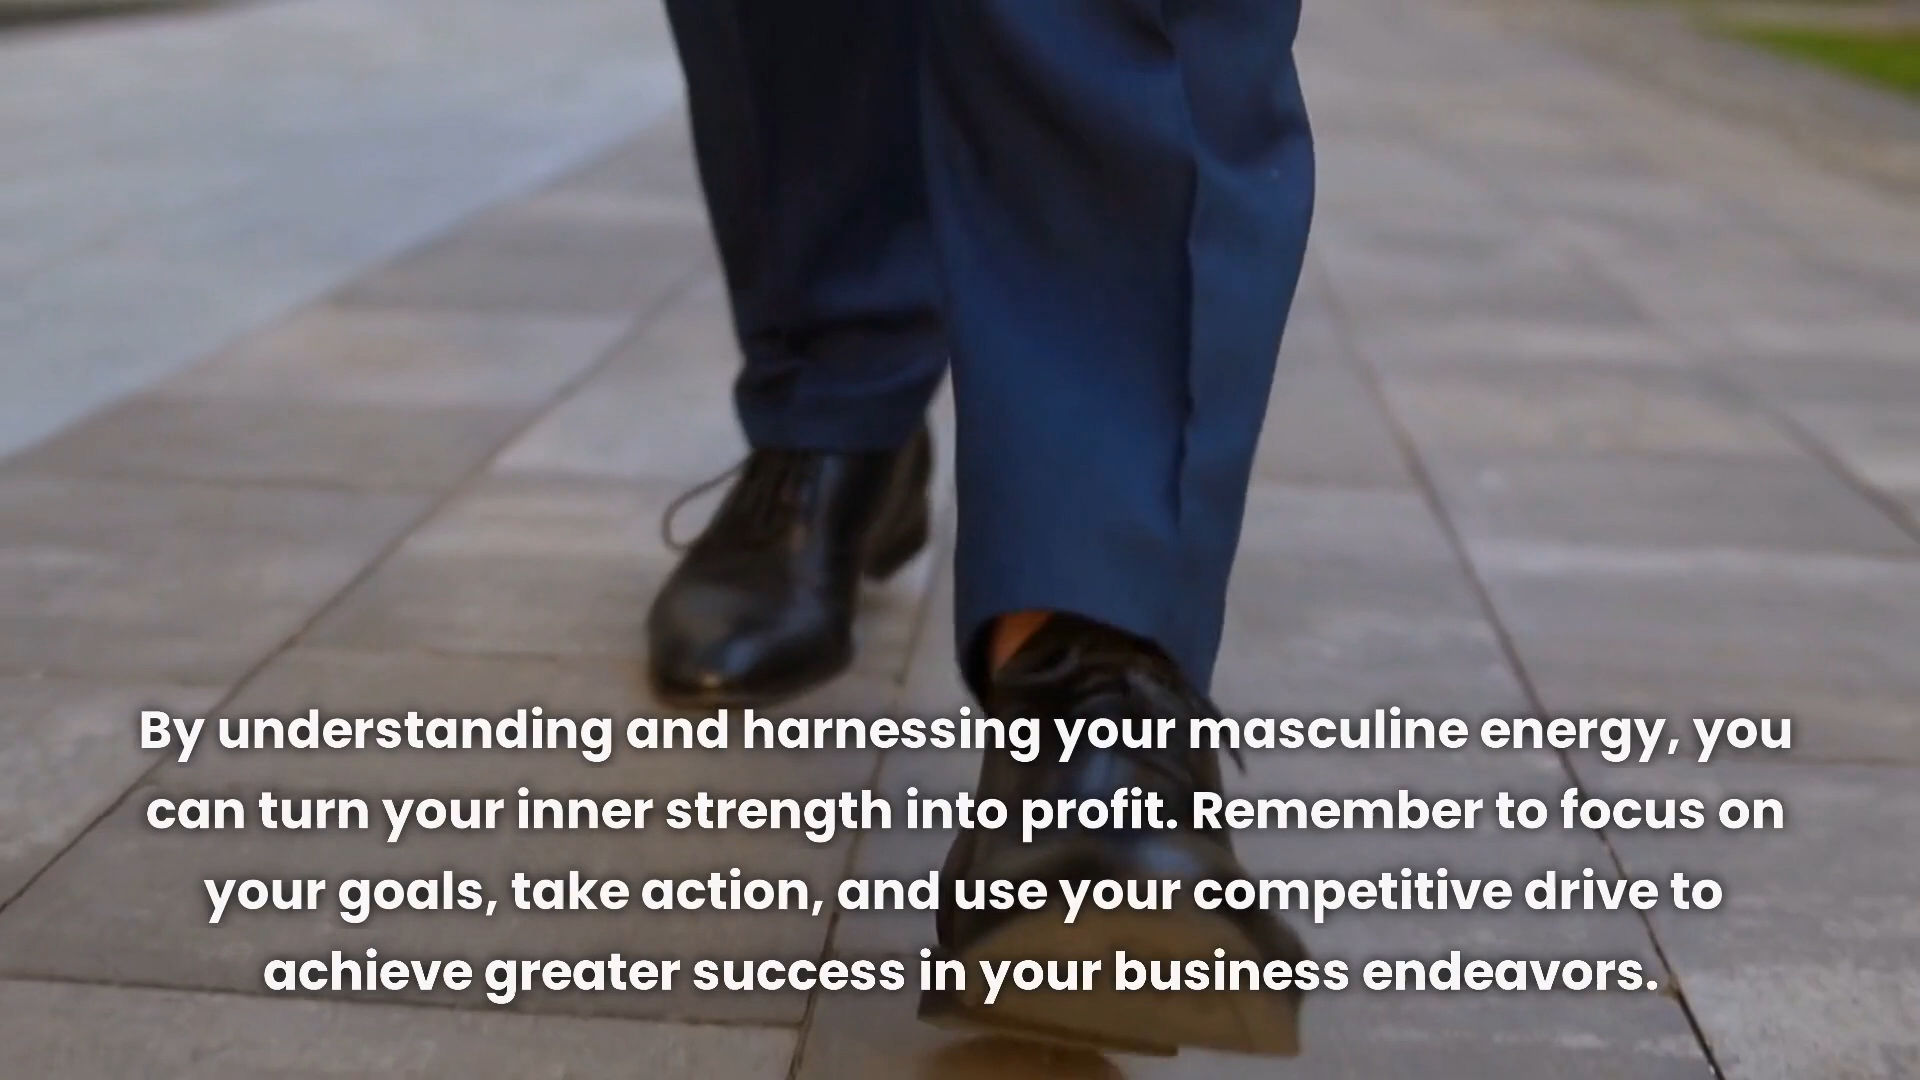 By understanding and harnessing your masculine energy, you
can turn your inner strength into profit. Remember to focus on
your goals, take action, and use your competitive drive to
achieve greater success in your business endeavors.